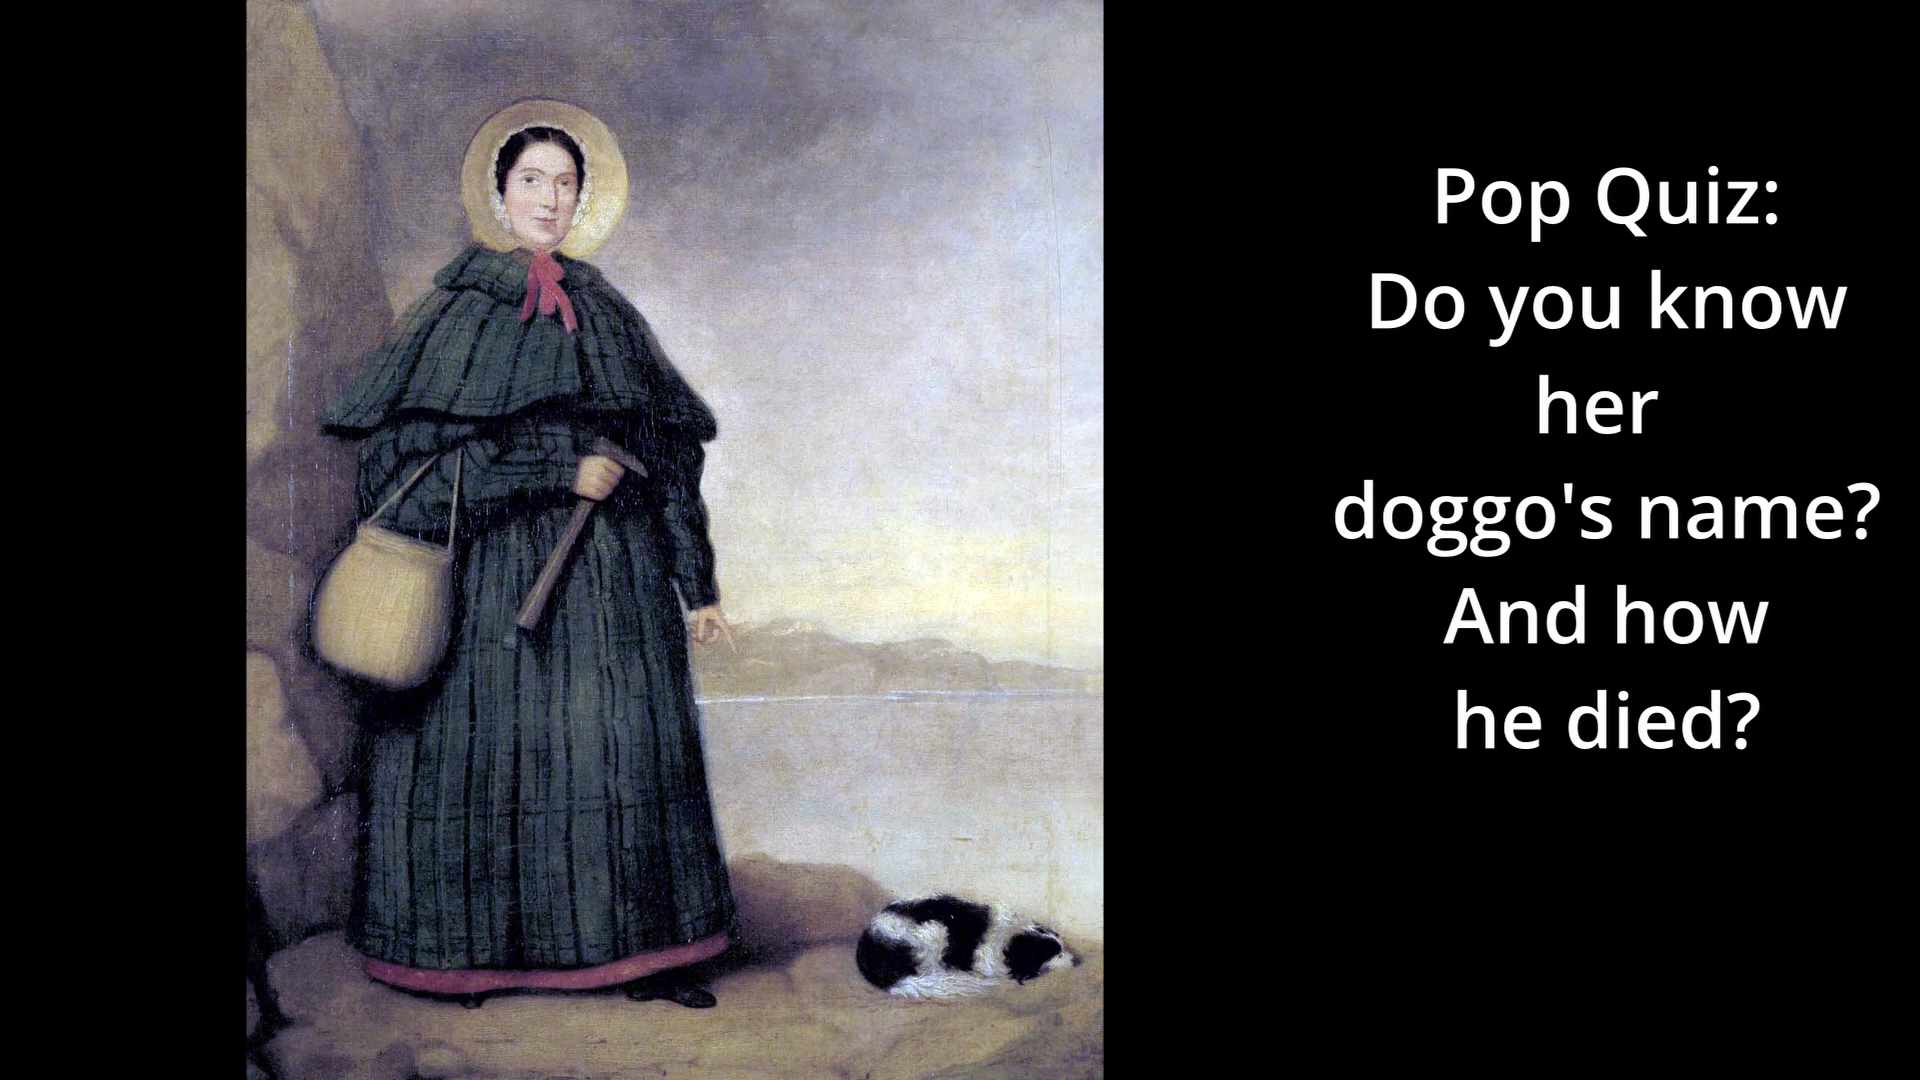 Pop Quiz:
Do you know
her
doggo's name?
And how
he died?